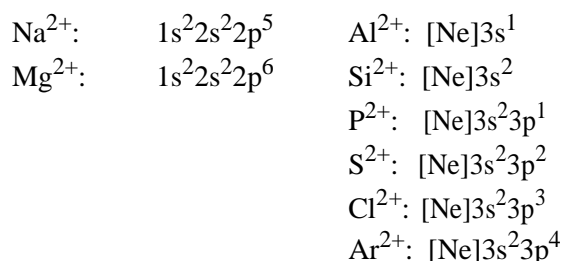 Na²⁺: 1s²2s²2p⁵
Mg²⁺: 1s²2s²2p⁶
Al²⁺: [Ne]3s¹
Si²⁺: [Ne]3s²
P²⁺: [Ne]3s²3p¹
S²⁺: [Ne]3s²3p²
Cl²⁺: [Ne]3s²3p³
Ar²⁺: [Ne]3s²3p⁴